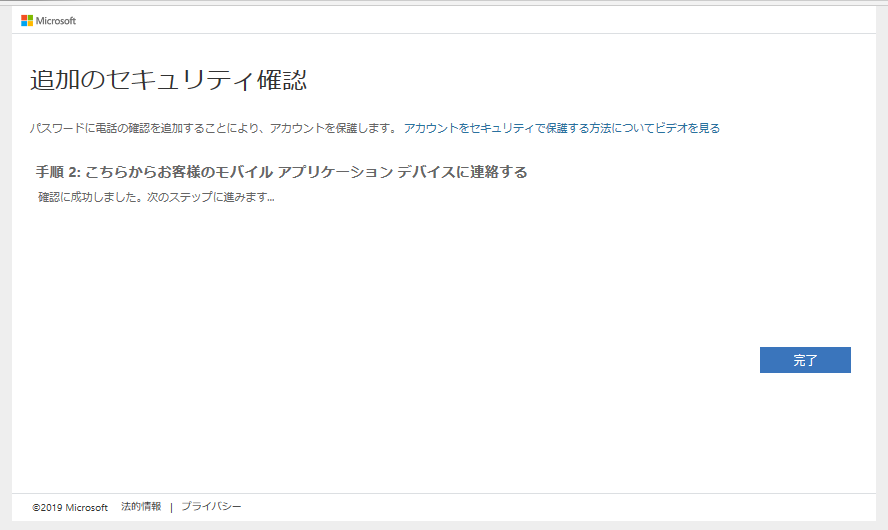 Microsoft
追加のセキュリティ確認
パスワードに電話の確認を追加することにより、アカウントを保護します。 アカウントをセキュリティで保護する方法についてビデオを見る
手順 2: こちらからお客様のモバイル アプリケーション デバイスに連絡する
確認に成功しました。次のステップに進みます...
完了
©2019 Microsoft 法的情報 | プライバシー